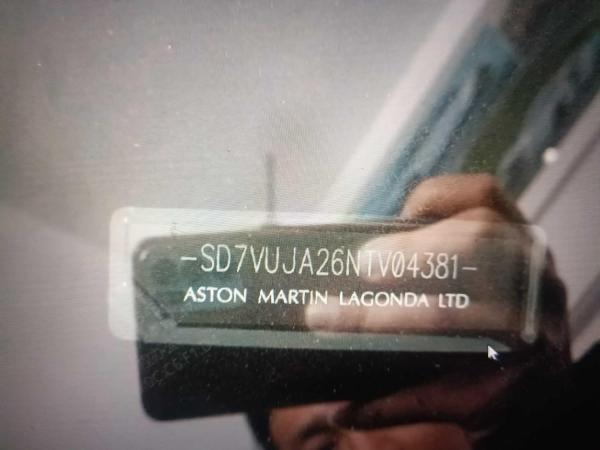 -SD7VUJA26NTV04381-
ASTON MARTIN LAGONDA LTD